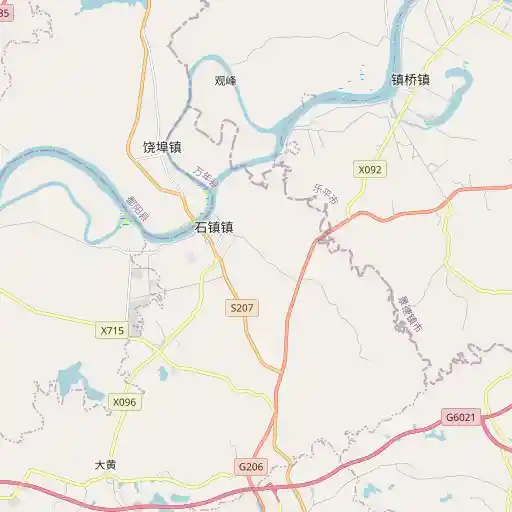 35
观峰
镇桥镇
饶埠镇
万年县
乐平市
X092
鄱阳县
石镇镇
S207
景德镇市
X715
X096
G6021
大黄
G206